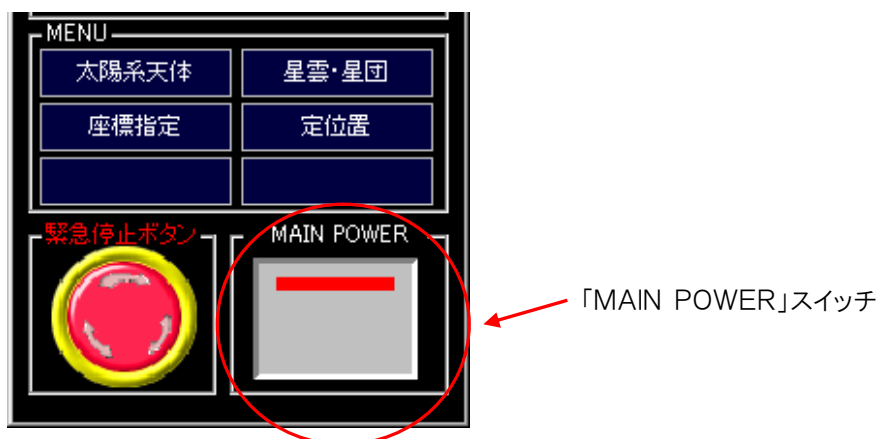 MENU
太陽系天体
星雲・星団
座標指定
定位置
緊急停止ボタン
MAIN POWER
「MAIN POWER」スイッチ